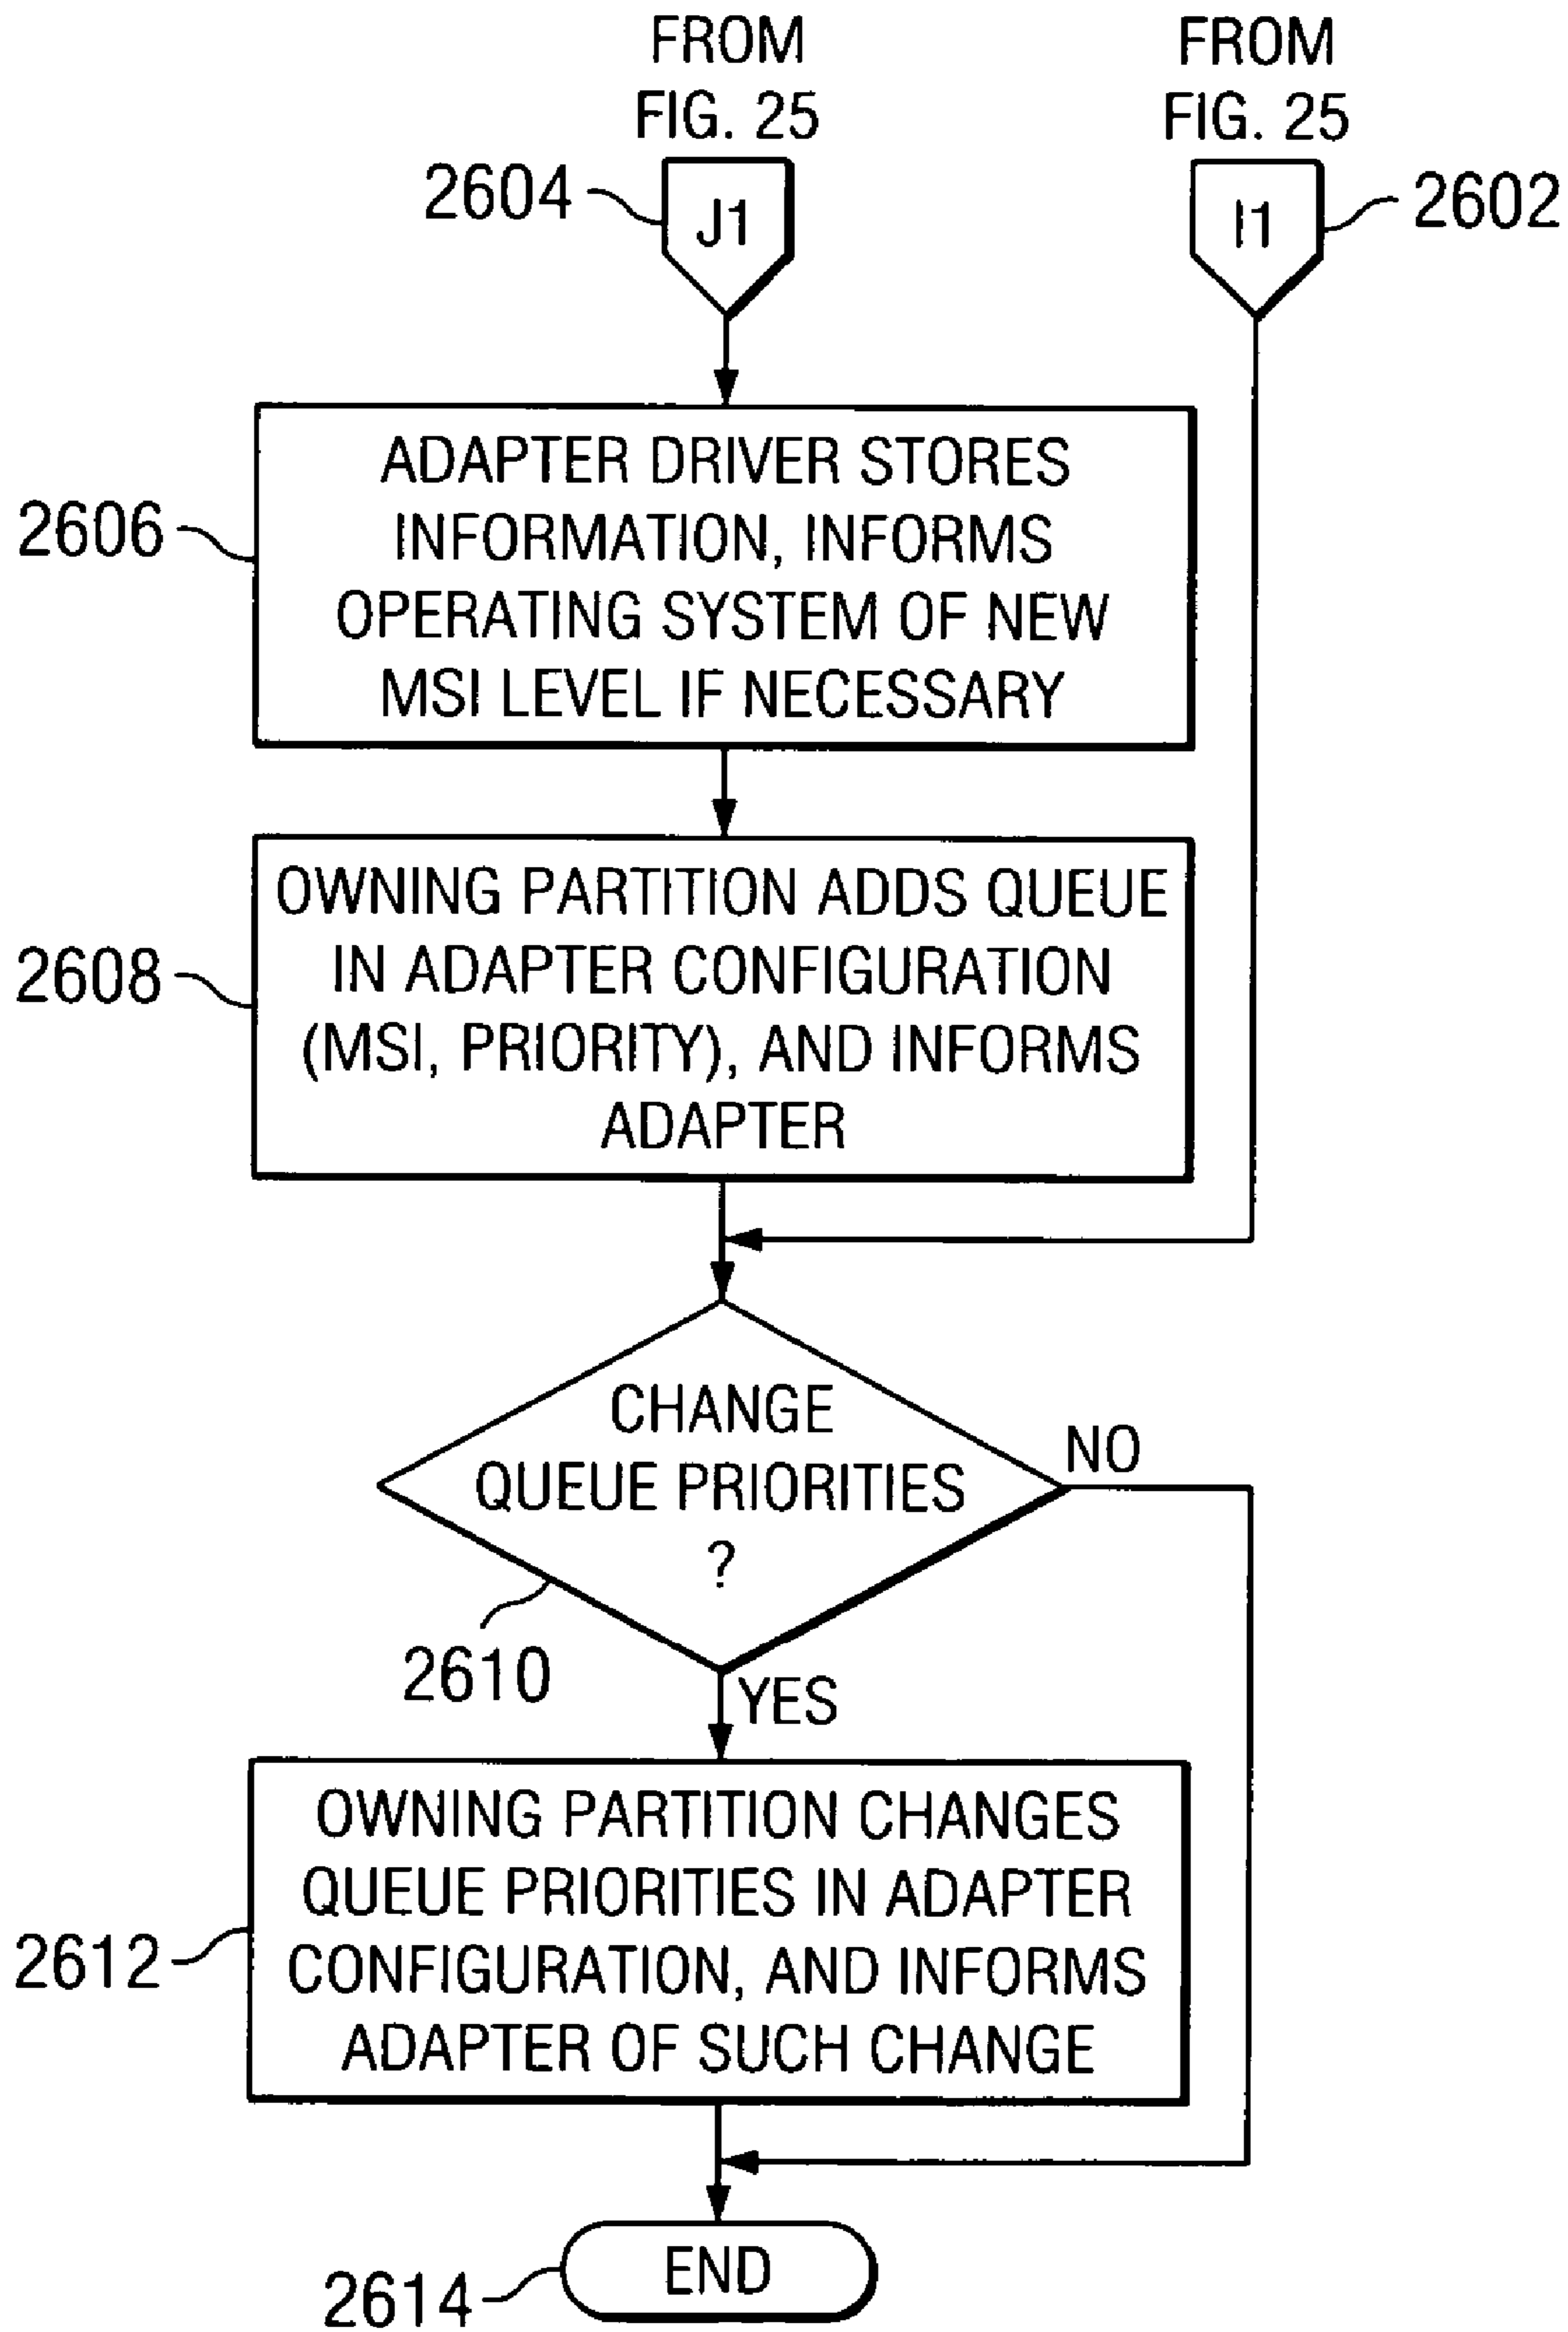 FROM
FIG. 25
FROM
FIG. 25
2604
J1
I1
2602
2606
ADAPTER DRIVER STORES
INFORMATION, INFORMS
OPERATING SYSTEM OF NEW
MSI LEVEL IF NECESSARY
2608
OWNING PARTITION ADDS QUEUE
IN ADAPTER CONFIGURATION
(MSI, PRIORITY), AND INFORMS
ADAPTER
CHANGE
QUEUE PRIORITIES
?
NO
2610
YES
2612
OWNING PARTITION CHANGES
QUEUE PRIORITIES IN ADAPTER
CONFIGURATION, AND INFORMS
ADAPTER OF SUCH CHANGE
END
2614